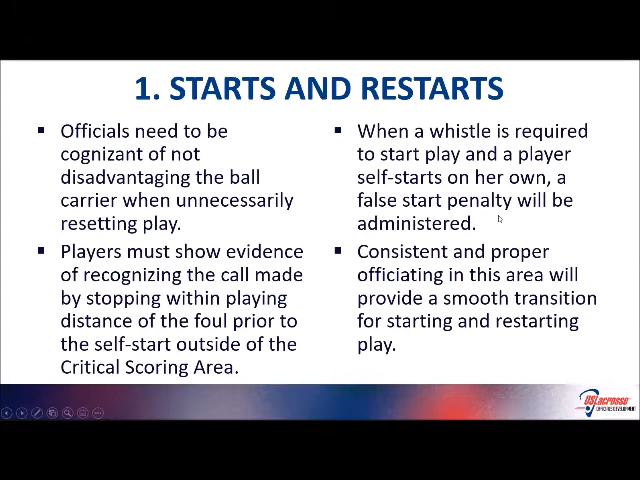 1. STARTS AND RESTARTS
▪ Officials need to be
cognizant of not
disadvantaging the ball
carrier when unnecessarily
resetting play.
▪ Players must show evidence
of recognizing the call made
by stopping within playing
distance of the foul prior to
the self-start outside of the
Critical Scoring Area.
▪ When a whistle is required
to start play and a player
self-starts on her own, a
false start penalty will be
administered.
▪ Consistent and proper
officiating in this area will
provide a smooth transition
for starting and restarting
play.
USLacrosse
OFFICIALS DEVELOPMENT